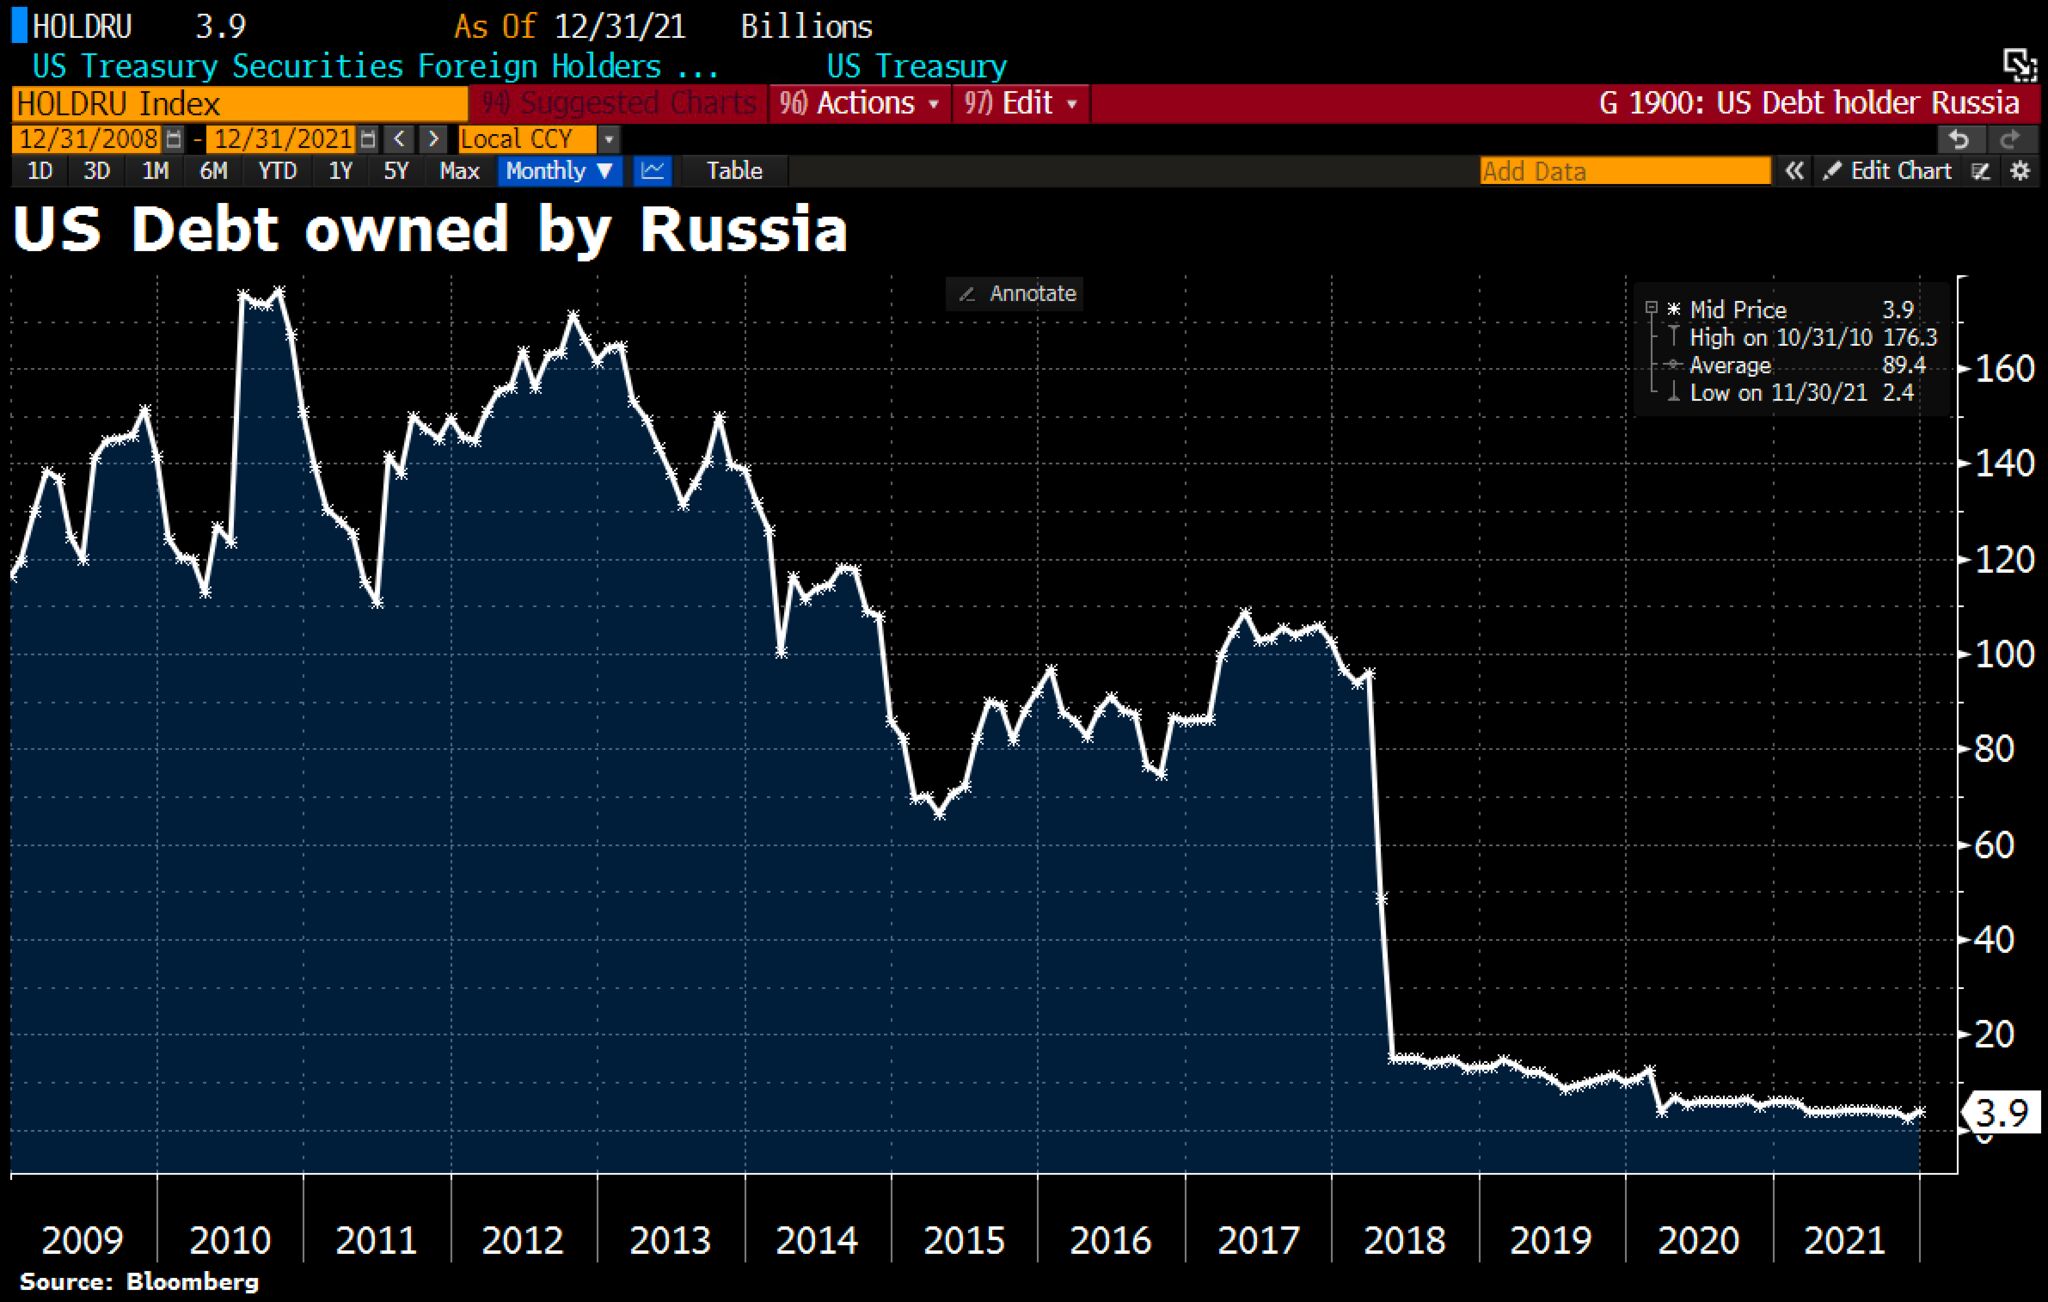 HOLDRU 3.9 As Of 12/31/21 Billions
US Treasury Securities Foreign Holders ... US Treasury
HOLDRU Index 94) Suggested Charts 96) Actions 97) Edit G 1900: US Debt holder Russia
12/31/2008 - 12/31/2021 < > Local CCY
1D 3D 1M 6M YTD 1Y 5Y Max Monthly ▼ Table Add Data « Edit Chart
US Debt owned by Russia
Annotate
Mid Price 3.9
High on 10/31/10 176.3
Average 89.4
Low on 11/30/21 2.4
160
140
120
100
80
60
40
20
3.9
0
2009 2010 2011 2012 2013 2014 2015 2016 2017 2018 2019 2020 2021
Source: Bloomberg